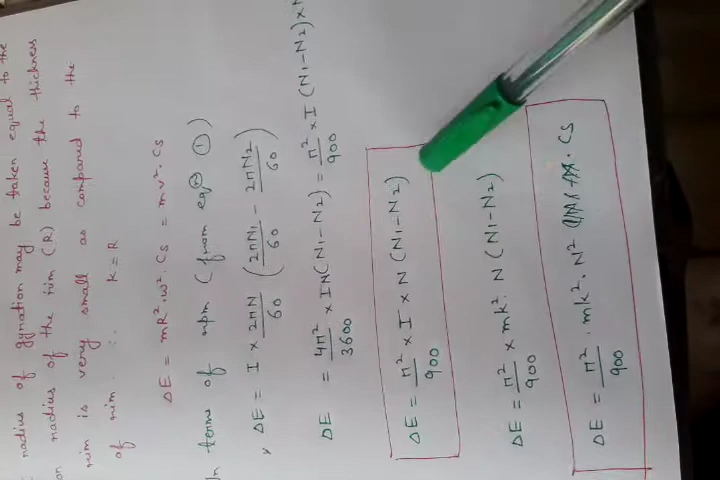 radius of gyration may be taken equal to the
radius of the rim (R) because the thickness
rim is very small as compared to the
of rim. ∴ k = R
ΔE = mR². ω². Cs = mv². Cs
In terms of rpm (from eqⁿ ①)
ΔE = I × 2πN/60 (2πN1/60 - 2πN2/60)
ΔE = 4π²/3600 × IN(N1-N2) = π²/900 × I (N1-N2) ×
ΔE = π²/900 × I × N (N1-N2)
ΔE = π²/900 × mk². N (N1-N2)
ΔE = π²/900 . mk². N² . Cs